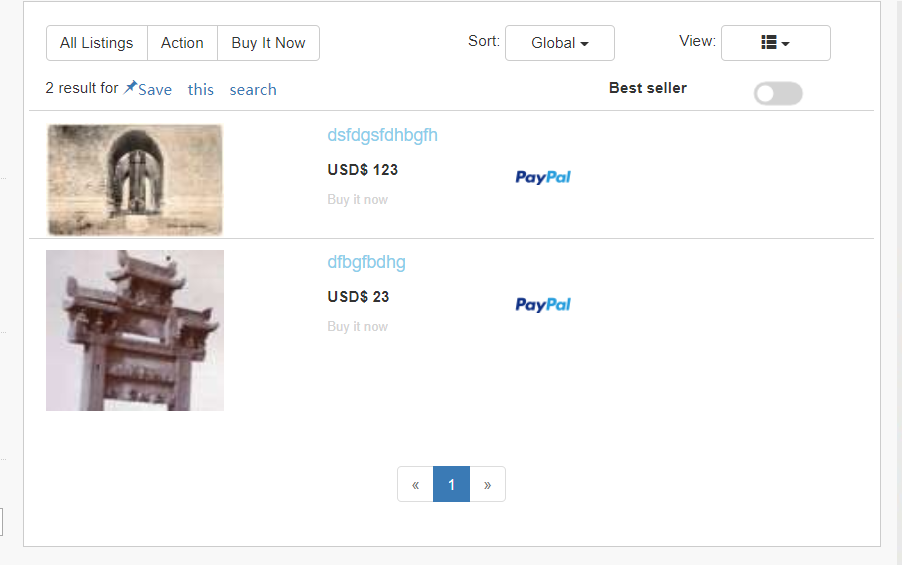 All Listings Action Buy It Now Sort: Global View:
2 result for Save this search Best seller
dsfdgsfdhbgfh
USD$ 123 PayPal
Buy it now
dfbgfbdhg
USD$ 23 PayPal
Buy it now
« 1 »